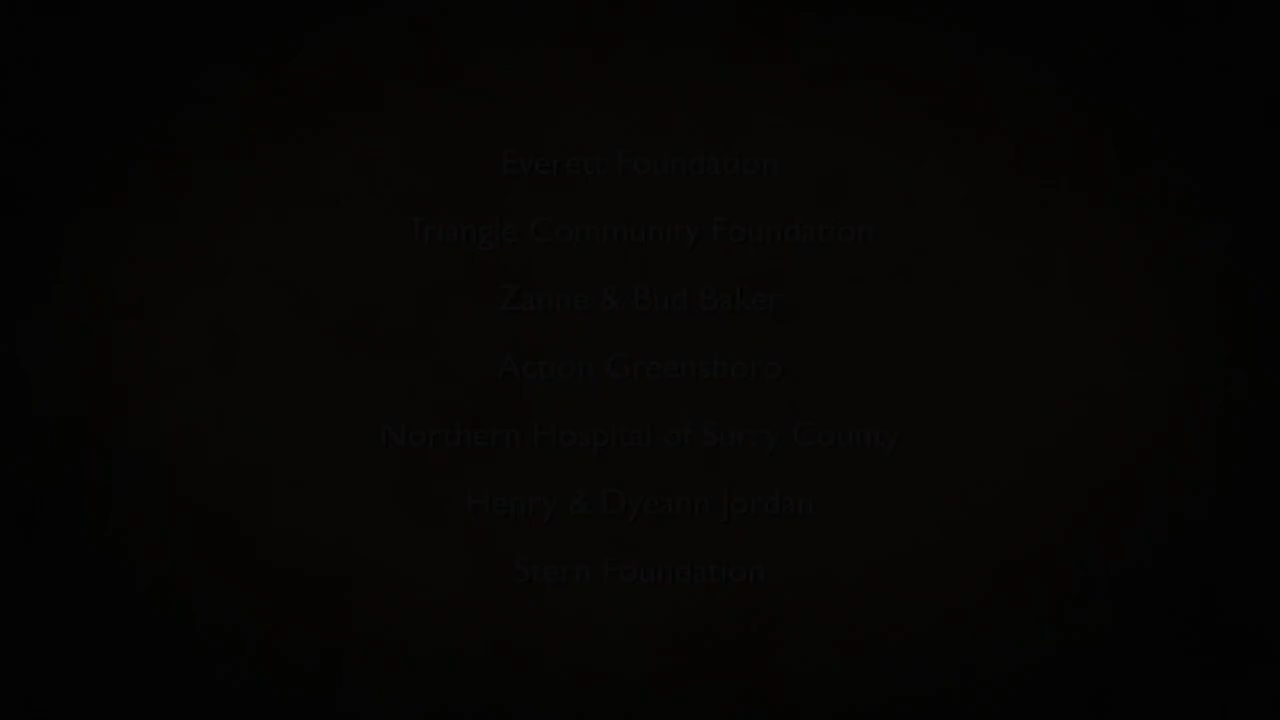 Everett Foundation
Triangle Community Foundation
Zanne & Bud Baker
Action Greensboro
Northern Hospital of Surry County
Henry & Dyeann Jordan
Stern Foundation